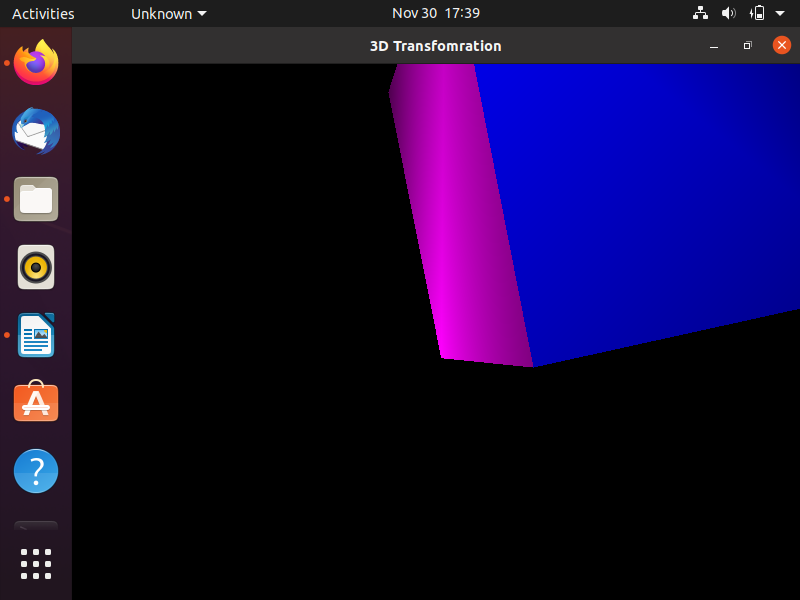 Activities
Unknown
Nov 30 17:39
3D Transfomration